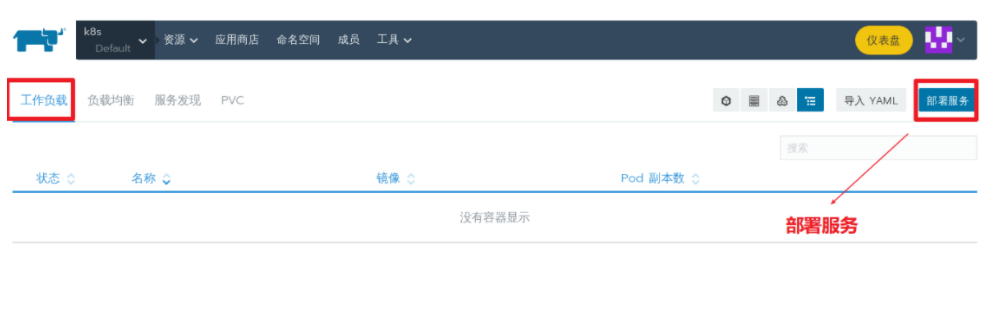 k8s
Default
资源 应用商店 命名空间 成员 工具 仪表盘
工作负载 负载均衡 服务发现 PVC 导入 YAML 部署服务
搜索
状态 名称 镜像 Pod 副本数
没有容器显示
部署服务